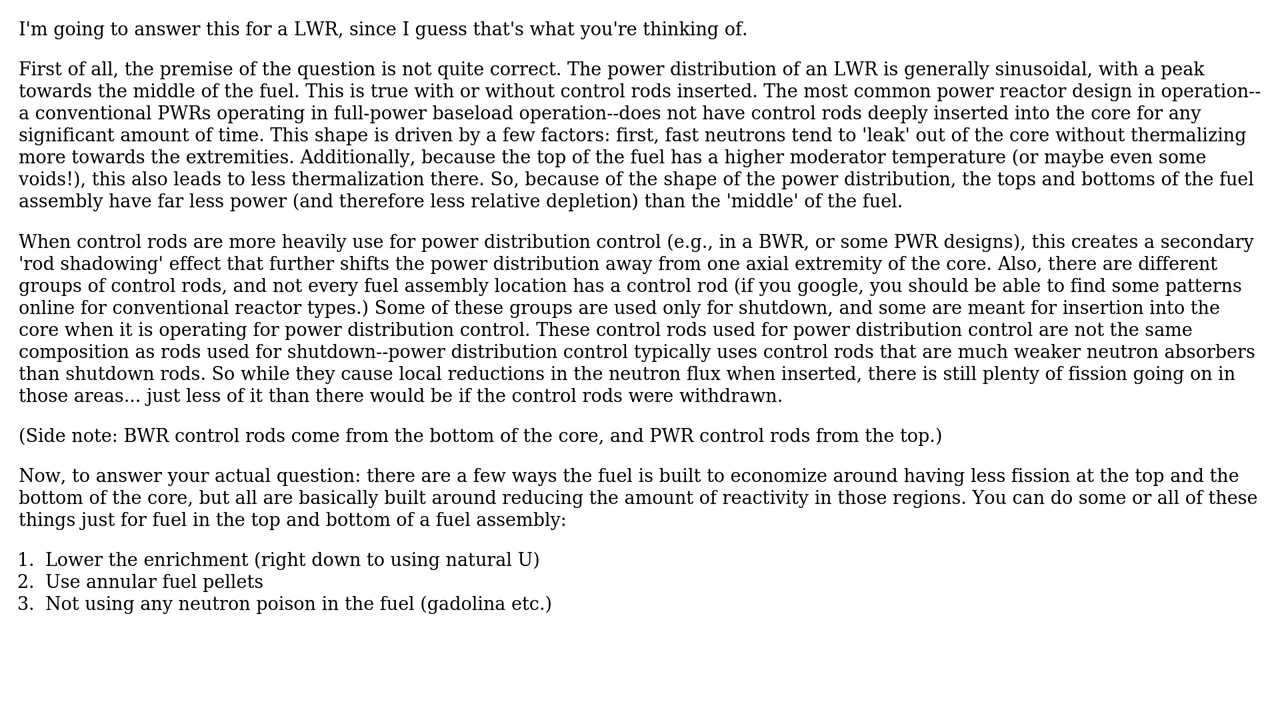 I'm going to answer this for a LWR, since I guess that's what you're thinking of.
First of all, the premise of the question is not quite correct. The power distribution of an LWR is generally sinusoidal, with a peak
towards the middle of the fuel. This is true with or without control rods inserted. The most common power reactor design in operation--
a conventional PWRs operating in full-power baseload operation--does not have control rods deeply inserted into the core for any
significant amount of time. This shape is driven by a few factors: first, fast neutrons tend to 'leak' out of the core without thermalizing
more towards the extremities. Additionally, because the top of the fuel has a higher moderator temperature (or maybe even some
voids!), this also leads to less thermalization there. So, because of the shape of the power distribution, the tops and bottoms of the fuel
assembly have far less power (and therefore less relative depletion) than the 'middle' of the fuel.
When control rods are more heavily use for power distribution control (e.g., in a BWR, or some PWR designs), this creates a secondary
'rod shadowing' effect that further shifts the power distribution away from one axial extremity of the core. Also, there are different
groups of control rods, and not every fuel assembly location has a control rod (if you google, you should be able to find some patterns
online for conventional reactor types.) Some of these groups are used only for shutdown, and some are meant for insertion into the
core when it is operating for power distribution control. These control rods used for power distribution control are not the same
composition as rods used for shutdown--power distribution control typically uses control rods that are much weaker neutron absorbers
than shutdown rods. So while they cause local reductions in the neutron flux when inserted, there is still plenty of fission going on in
those areas... just less of it than there would be if the control rods were withdrawn.
(Side note: BWR control rods come from the bottom of the core, and PWR control rods from the top.)
Now, to answer your actual question: there are a few ways the fuel is built to economize around having less fission at the top and the
bottom of the core, but all are basically built around reducing the amount of reactivity in those regions. You can do some or all of these
things just for fuel in the top and bottom of a fuel assembly:
1. Lower the enrichment (right down to using natural U)
2. Use annular fuel pellets
3. Not using any neutron poison in the fuel (gadolina etc.)